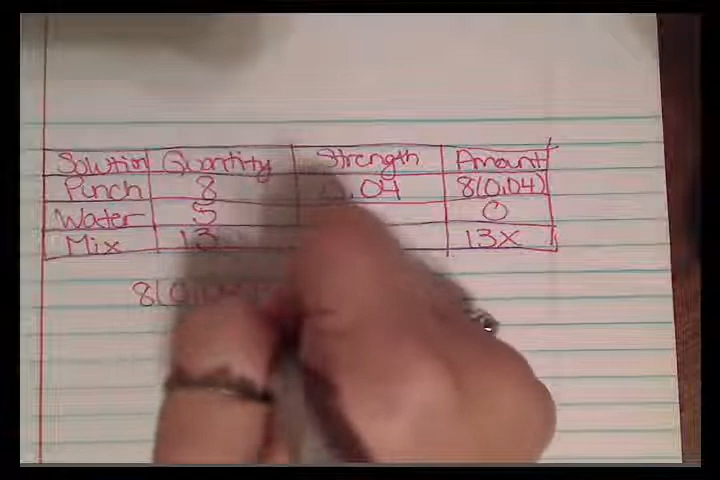 Solution Quantity Strength Amount
Punch 8 0.04 8(0.04)
Water 5 0
Mix 13 13x
8(0.04)